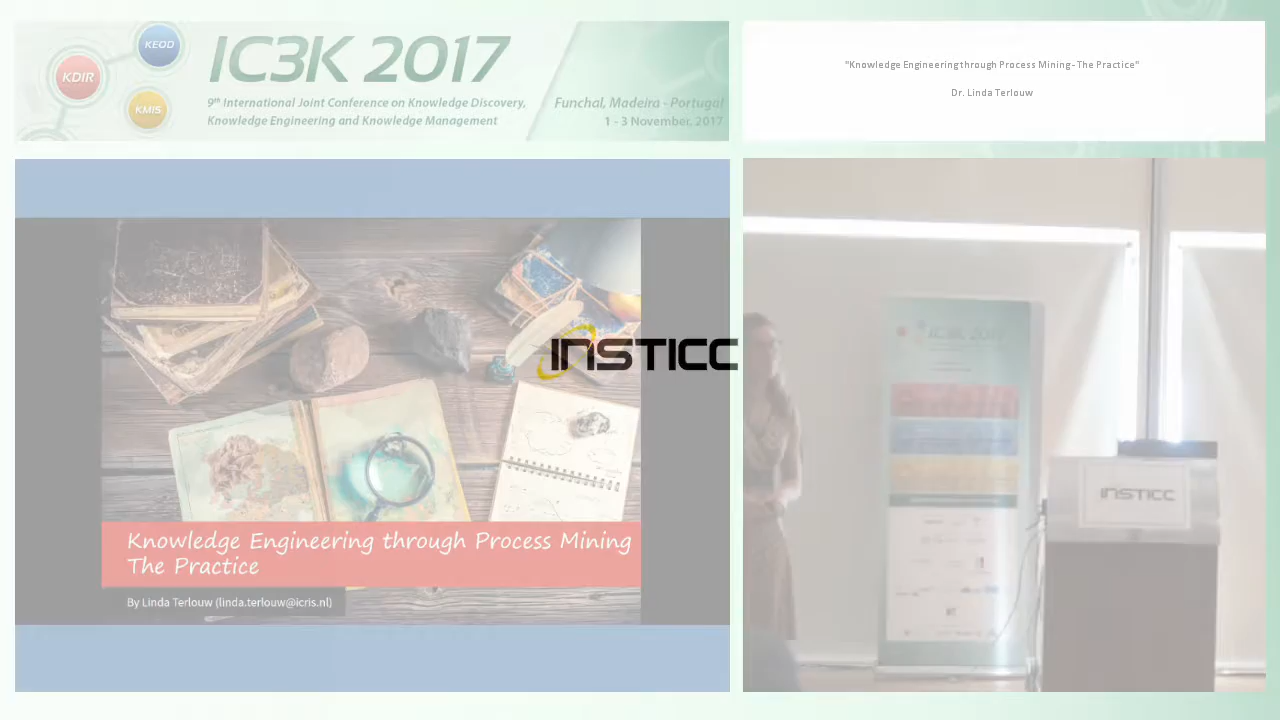 KEOD
KDIR
KMIS
IC3K 2017
9th International Joint Conference on Knowledge Discovery,
Knowledge Engineering and Knowledge Management
Funchal, Madeira - Portugal
1 - 3 November, 2017
"Knowledge Engineering through Process Mining - The Practice"
Dr. Linda Terlouw
INSTICC
Knowledge Engineering through Process Mining
The Practice
By Linda Terlouw (linda.terlouw@icris.nl)
IC3K 2017
INSTICC